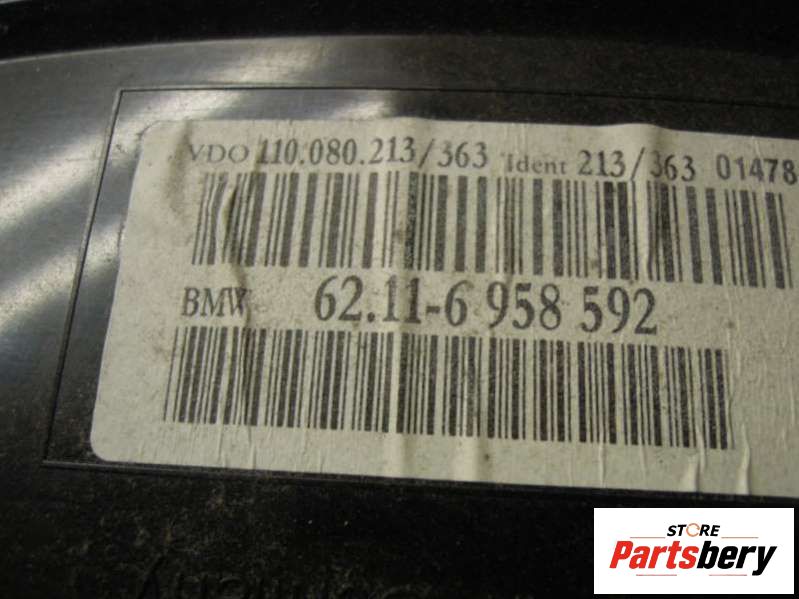 VDO 110.080.213/363 Ident 213/363 01478
BMW 62.11-6 958 592
STORE
Partsbery